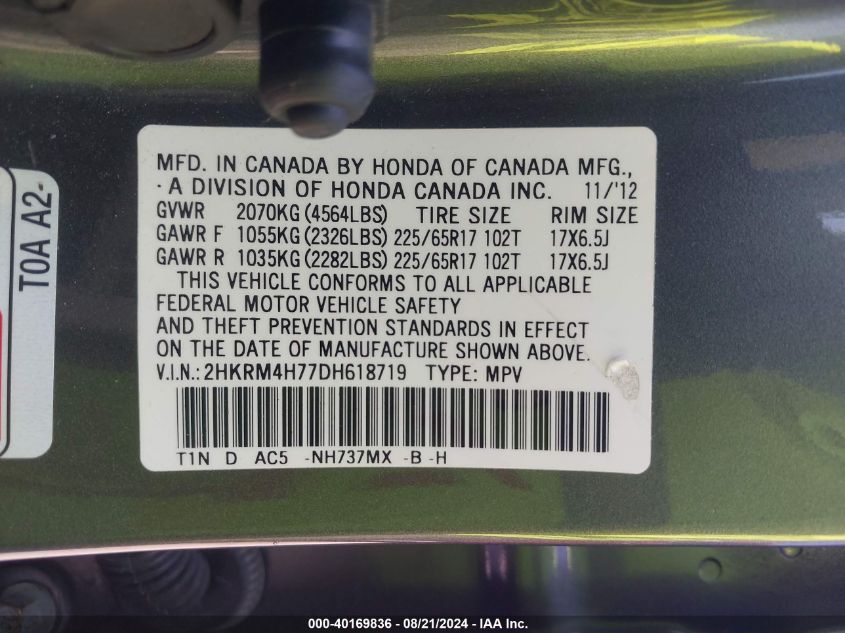 MFD. IN CANADA BY HONDA OF CANADA MFG.,
A DIVISION OF HONDA CANADA INC. 11/'12
GVWR 2070KG (4564LBS) TIRE SIZE RIM SIZE
GAWR F 1055KG (2326LBS) 225/65R17 102T 17X6.5J
GAWR R 1035KG (2282LBS) 225/65R17 102T 17X6.5J
THIS VEHICLE CONFORMS TO ALL APPLICABLE
FEDERAL MOTOR VEHICLE SAFETY
AND THEFT PREVENTION STANDARDS IN EFFECT
ON THE DATE OF MANUFACTURE SHOWN ABOVE.
V.I.N.: 2HKRM4H77DH618719 TYPE: MPV
T1N D AC5 -NH737MX -B -H
T0A A2-
000-40169836 - 08/21/2024 - IAA Inc.